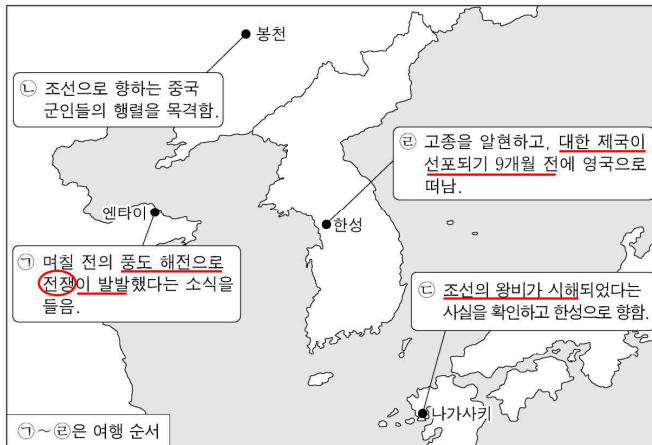 봉천
㉡ 조선으로 향하는 중국
군인들의 행렬을 목격함.
㉣ 고종을 알현하고, 대한 제국이
선포되기 9개월 전에 영국으로
떠남.
옌타이
한성
㉠ 며칠 전의 풍도 해전으로
전쟁이 발발했다는 소식을
들음.
㉢ 조선의 왕비가 시해되었다는
사실을 확인하고 한성으로 향함.
나가사키
㉠~㉣은 여행 순서